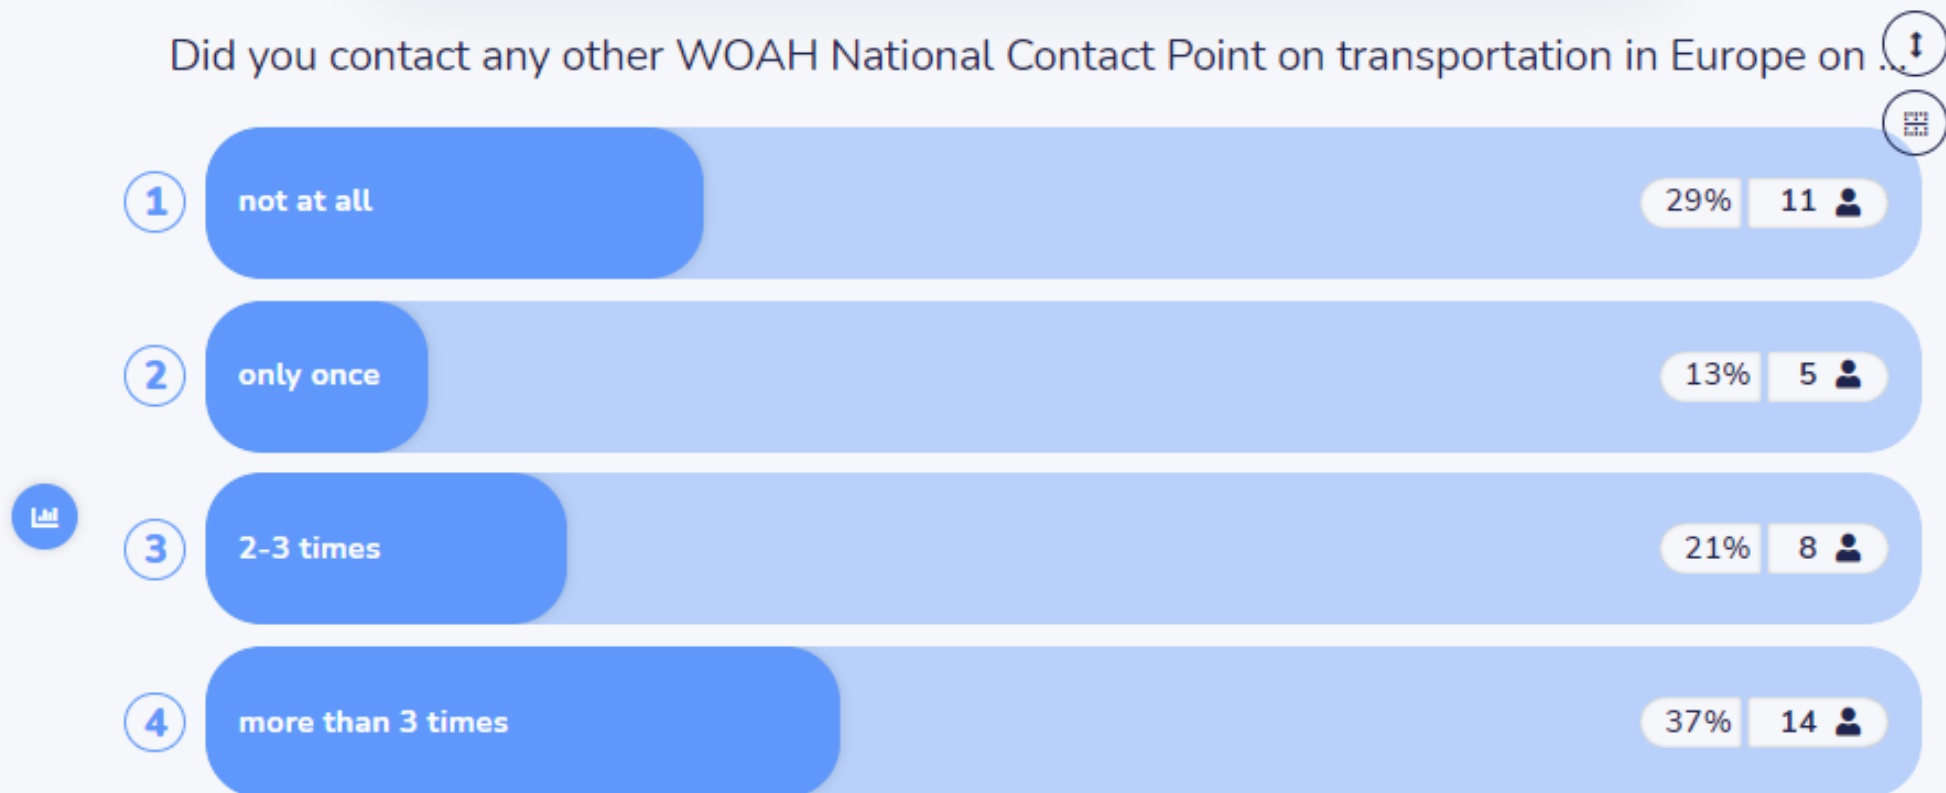 Did you contact any other WOAH National Contact Point on transportation in Europe on ...
1 not at all 29% 11
2 only once 13% 5
3 2-3 times 21% 8
4 more than 3 times 37% 14